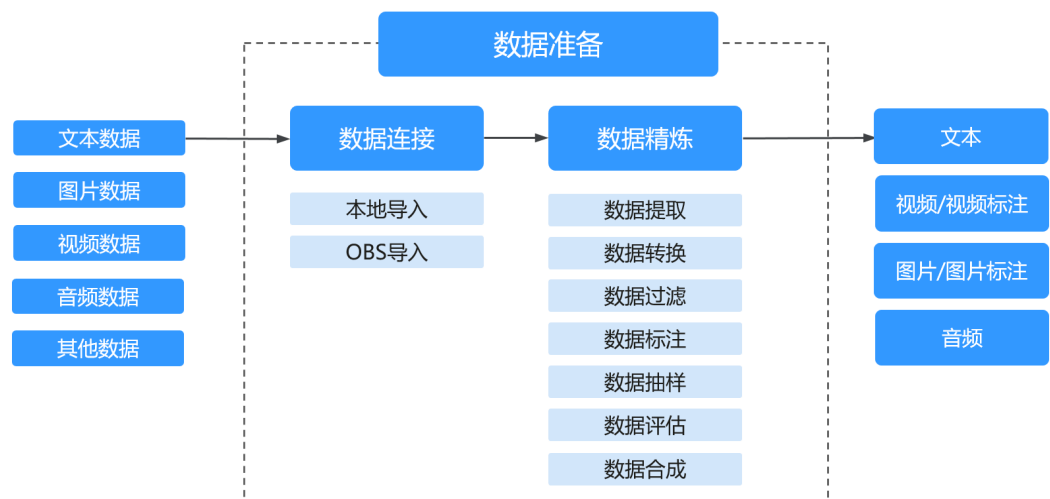 数据准备
文本数据
图片数据
视频数据
音频数据
其他数据
数据连接
本地导入
OBS导入
数据精炼
数据提取
数据转换
数据过滤
数据标注
数据抽样
数据评估
数据合成
文本
视频/视频标注
图片/图片标注
音频